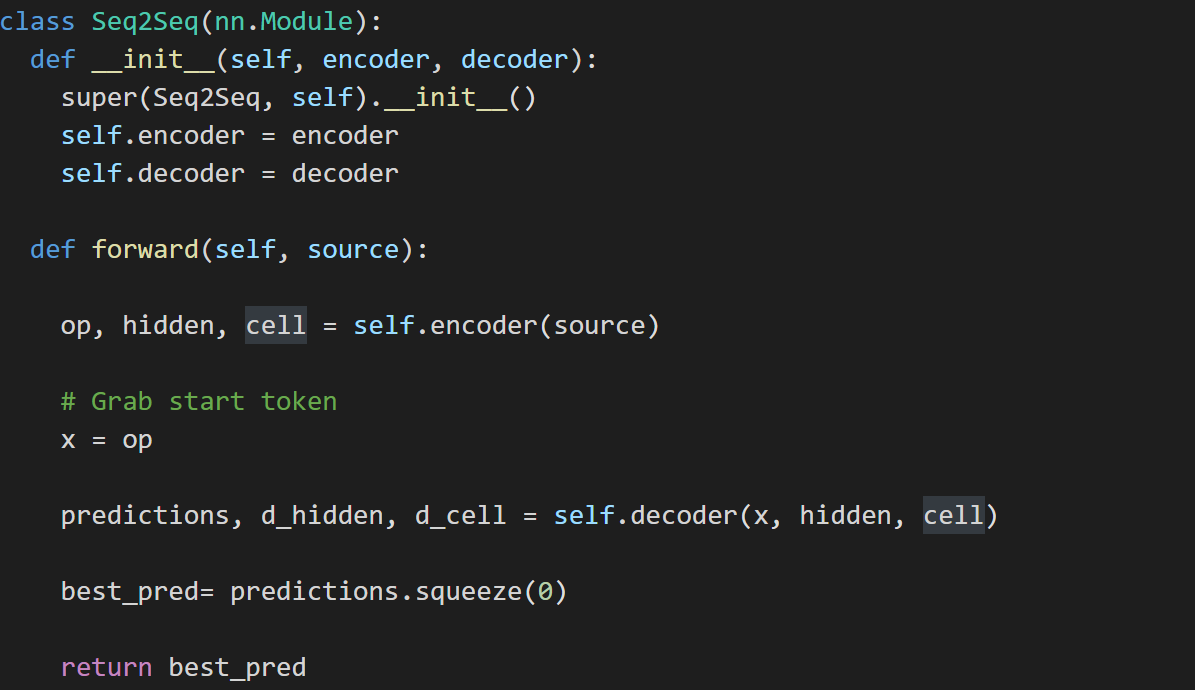 class Seq2Seq(nn.Module):
  def __init__(self, encoder, decoder):
    super(Seq2Seq, self).__init__()
    self.encoder = encoder
    self.decoder = decoder

  def forward(self, source):

    op, hidden, cell = self.encoder(source)

    # Grab start token
    x = op

    predictions, d_hidden, d_cell = self.decoder(x, hidden, cell)

    best_pred= predictions.squeeze(0)

    return best_pred